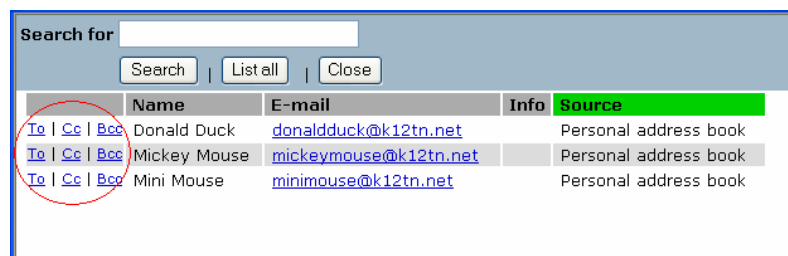 Search for
Search | List all | Close
Name E-mail Info Source
To | Cc | Bcc Donald Duck donaldduck@k12tn.net Personal address book
To | Cc | Bcc Mickey Mouse mickeymouse@k12tn.net Personal address book
To | Cc | Bcc Mini Mouse minimouse@k12tn.net Personal address book